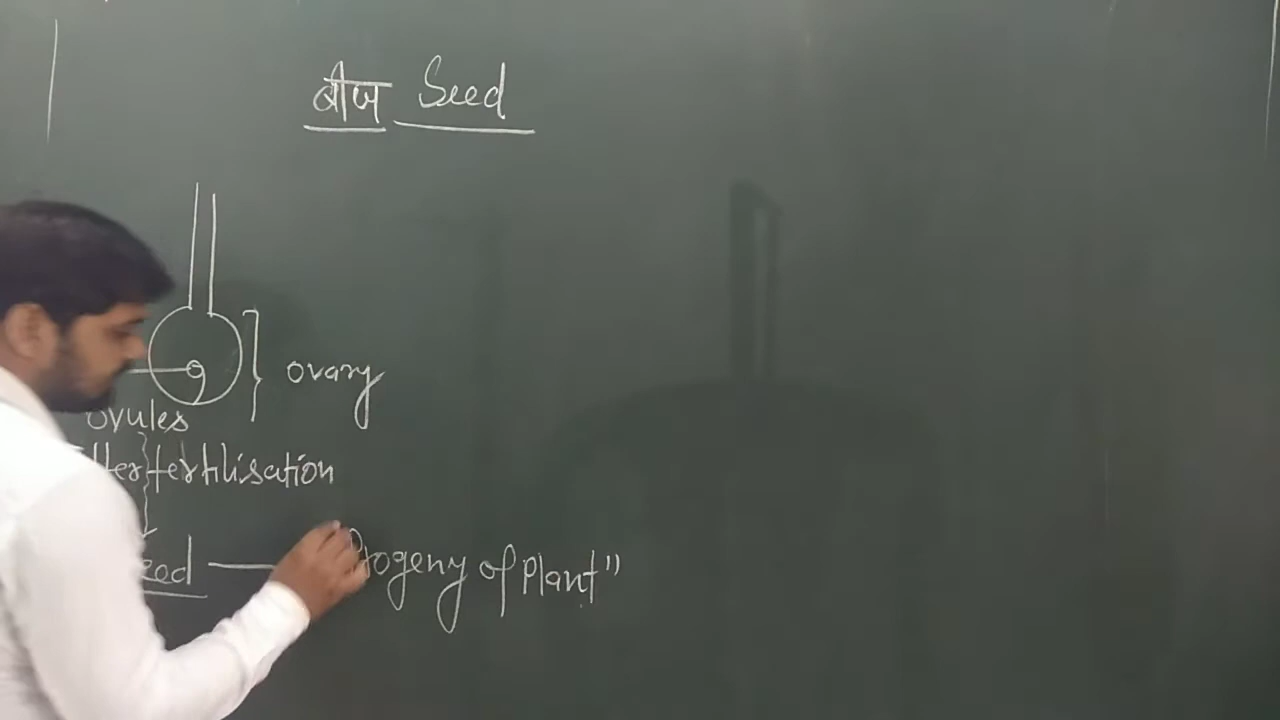 बीज Seed
ovary
ovules
fertilisation
Progeny of Plant"